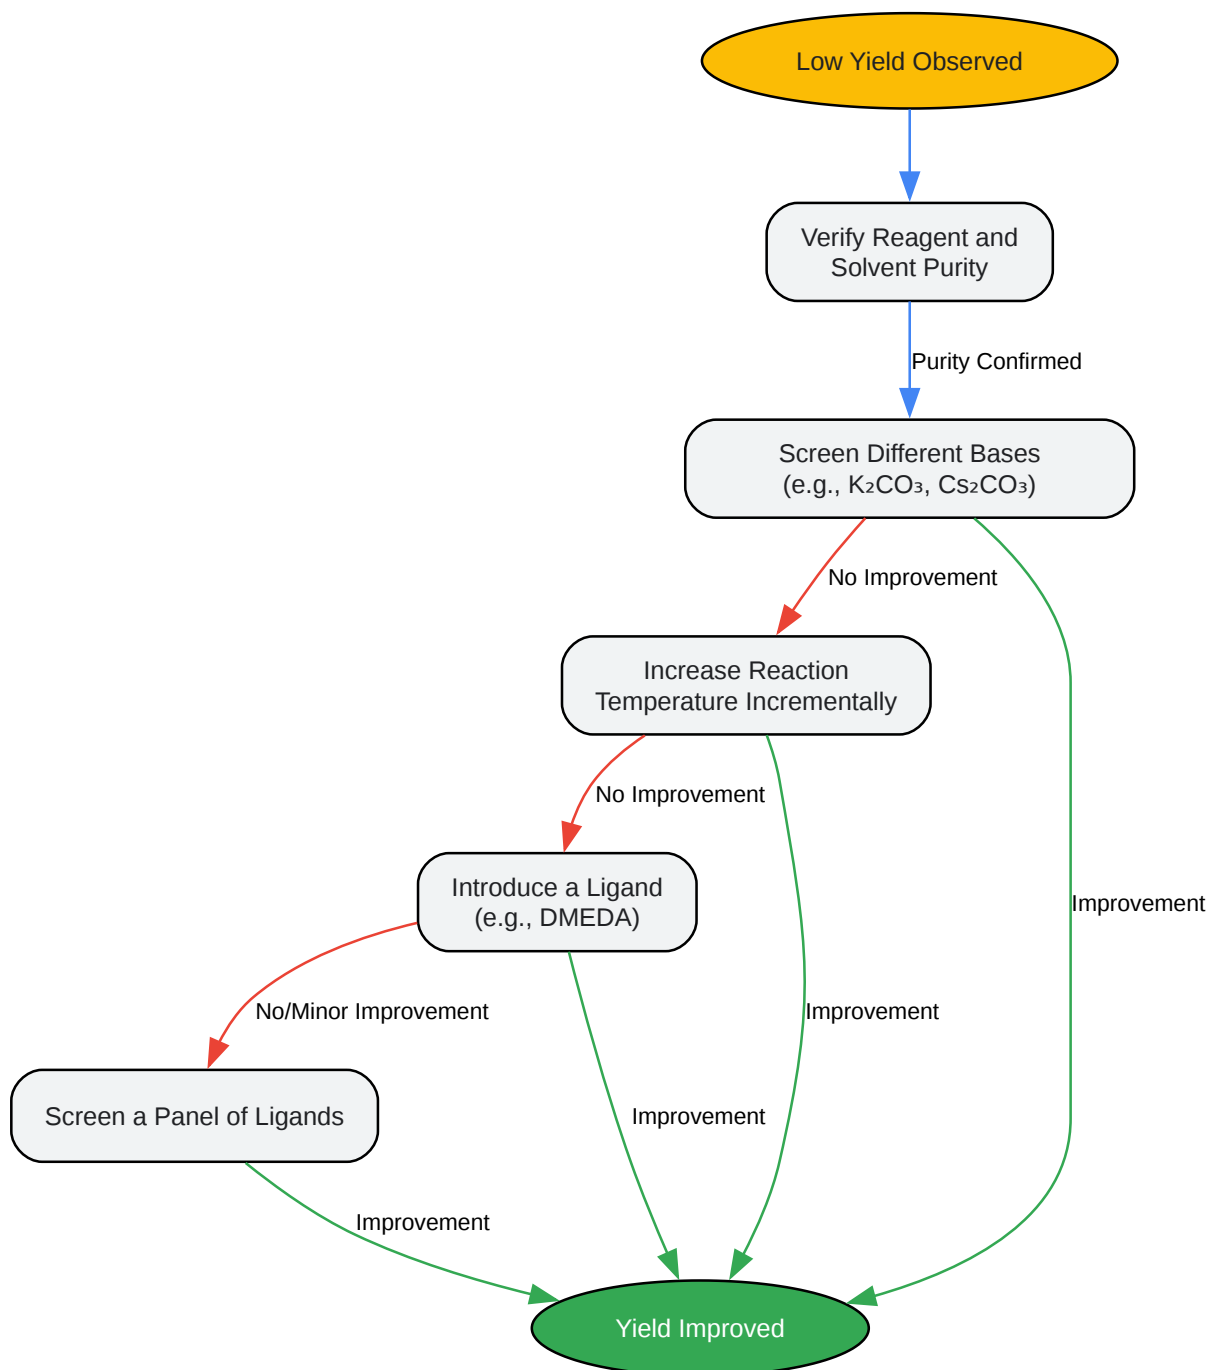 Low Yield Observed
Verify Reagent and
Solvent Purity
Purity Confirmed
Screen Different Bases
(e.g., K₂CO₃, Cs₂CO₃)
No Improvement
Increase Reaction
Temperature Incrementally
No Improvement
Introduce a Ligand
(e.g., DMEDA)
Improvement
No/Minor Improvement
Improvement
Screen a Panel of Ligands
Improvement
Improvement
Yield Improved